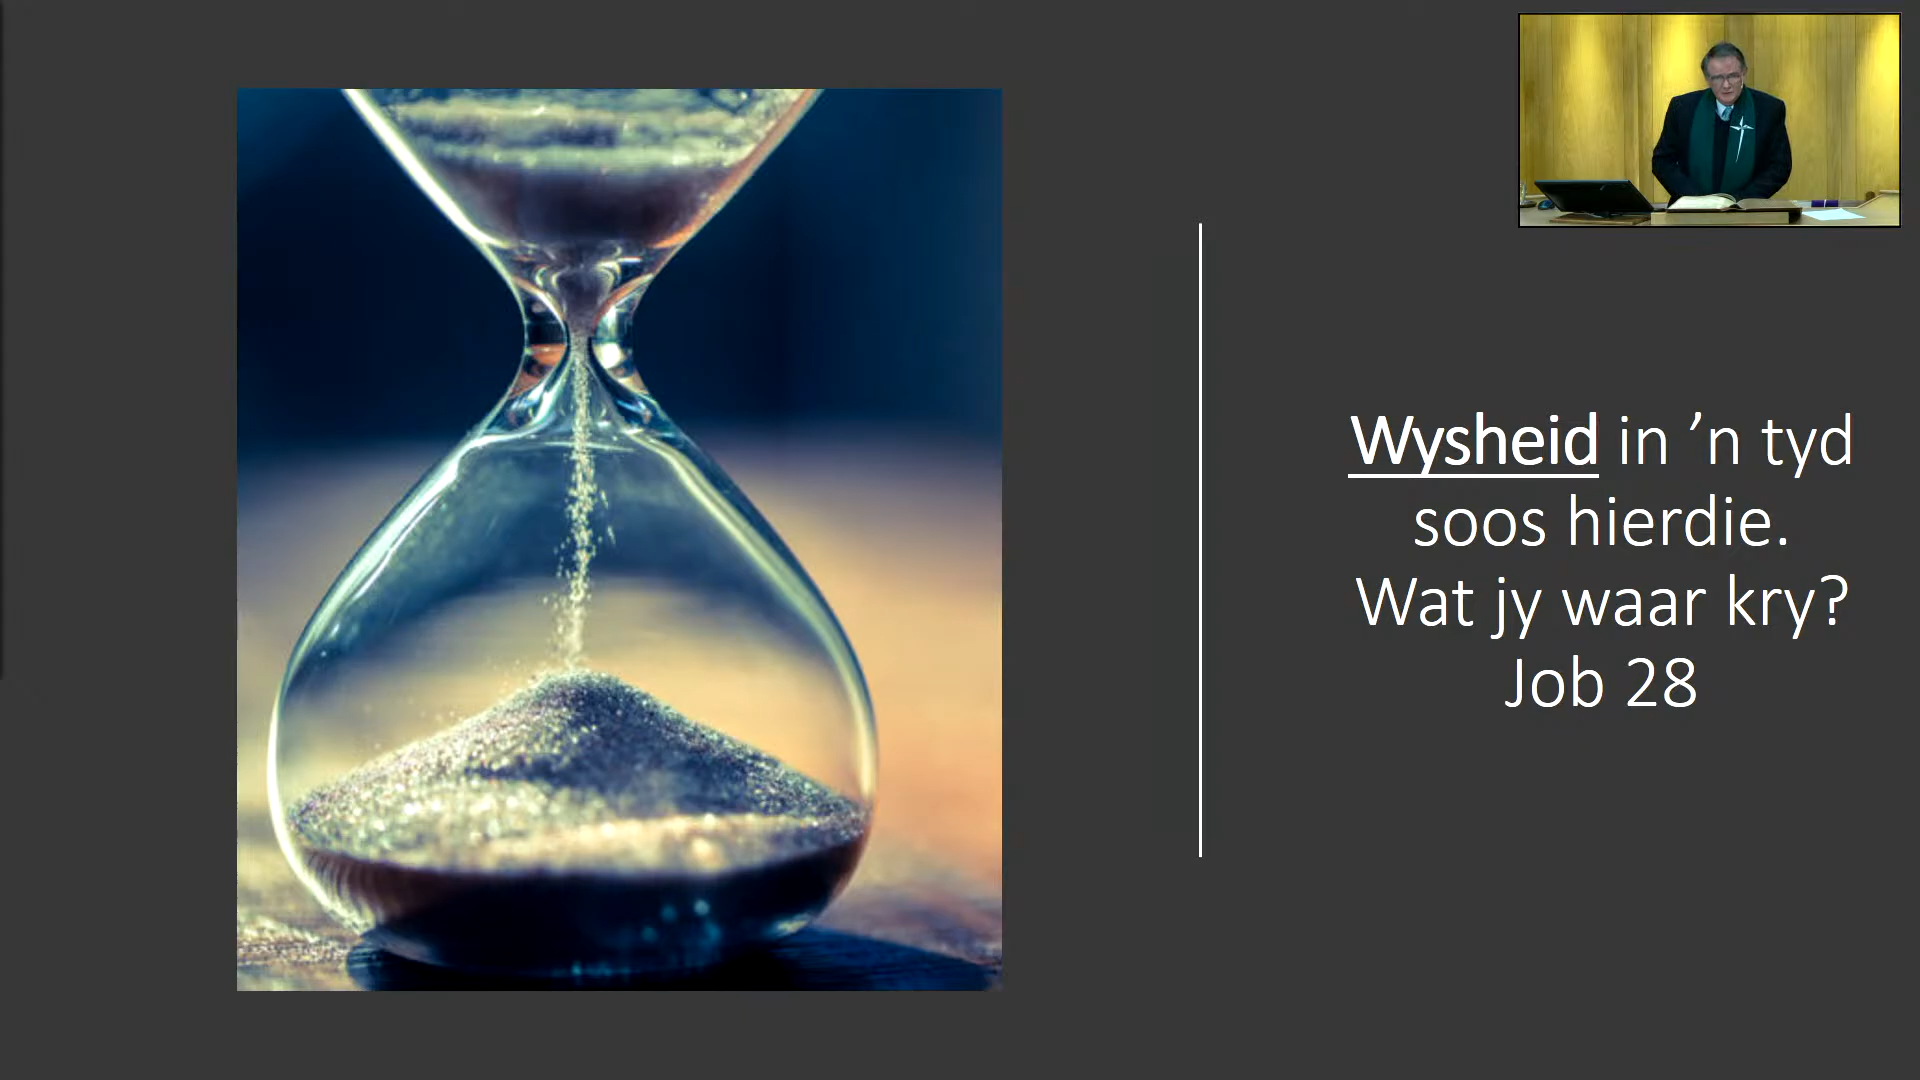 Wysheid in ’n tyd
soos hierdie.
Wat jy waar kry?
Job 28